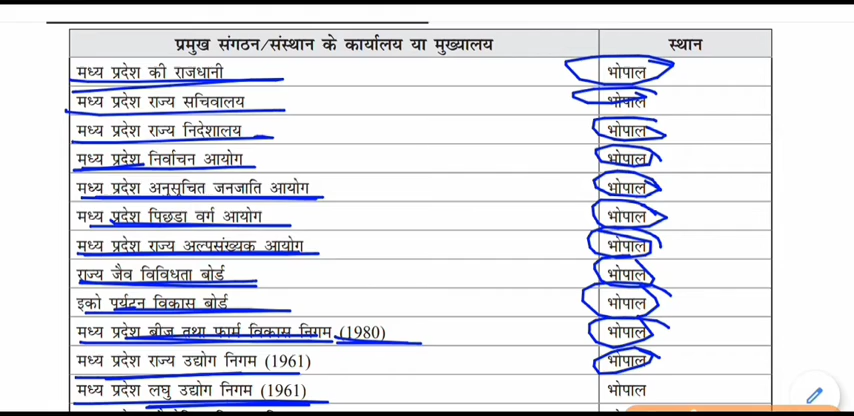 प्रमुख संगठन/संस्थान के कार्यालय या मुख्यालय स्थान
मध्य प्रदेश की राजधानी भोपाल
मध्य प्रदेश राज्य सचिवालय भोपाल
मध्य प्रदेश राज्य निदेशालय भोपाल
मध्य प्रदेश निर्वाचन आयोग भोपाल
मध्य प्रदेश अनुसूचित जनजाति आयोग भोपाल
मध्य प्रदेश पिछडा वर्ग आयोग भोपाल
मध्य प्रदेश राज्य अल्पसंख्यक आयोग भोपाल
राज्य जैव विविधता बोर्ड भोपाल
इको पर्यटन विकास बोर्ड भोपाल
मध्य प्रदेश बीज तथा फार्म विकास निगम (1980) भोपाल
मध्य प्रदेश राज्य उद्योग निगम (1961) भोपाल
मध्य प्रदेश लघु उद्योग निगम (1961) भोपाल